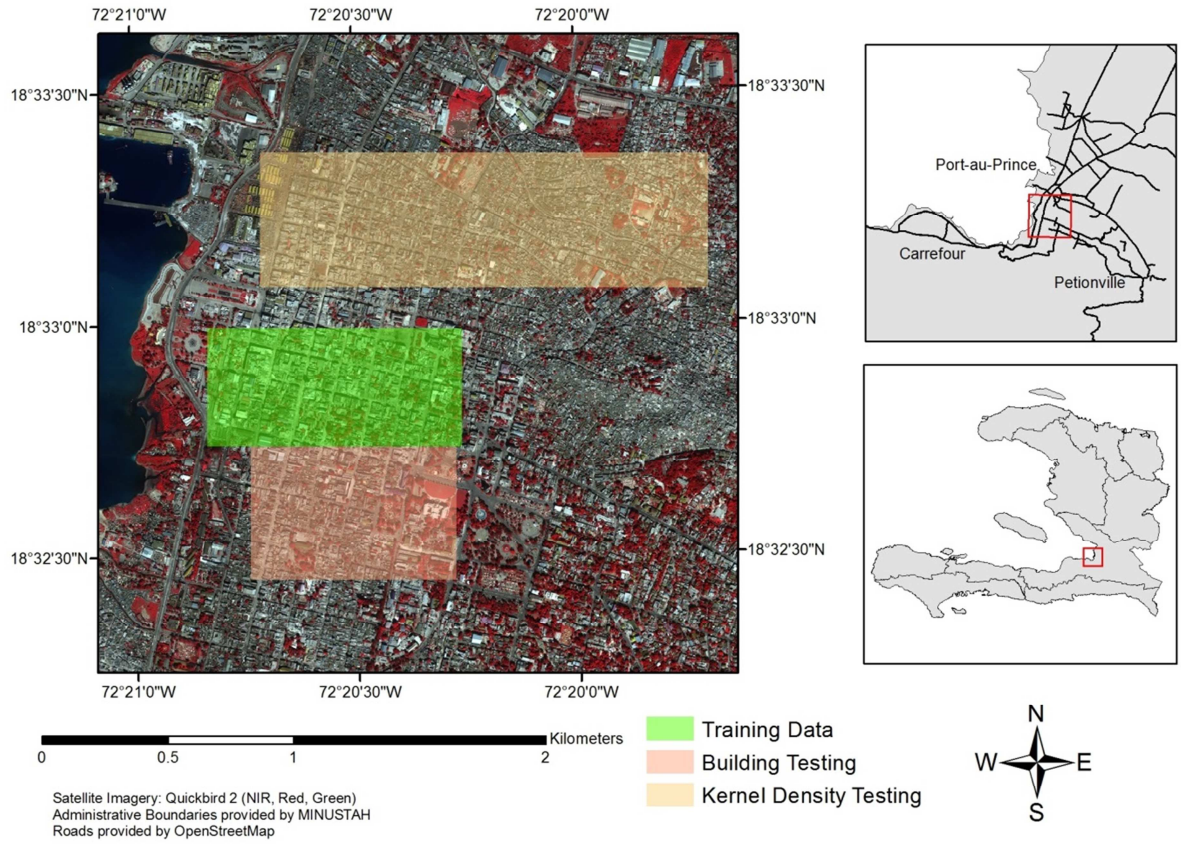 72°21'0"W 72°20'30"W 72°20'0"W
18°33'30"N
18°33'30"N
18°33'0"N
18°33'0"N
18°32'30"N
18°32'30"N
72°21'0"W 72°20'30"W 72°20'0"W
Port-au-Prince
Carrefour
Petionville
0 0.5 1 2 Kilometers
Training Data
Building Testing
Kernel Density Testing
N
W E
S
Satellite Imagery: Quickbird 2 (NIR, Red, Green)
Administrative Boundaries provided by MINUSTAH
Roads provided by OpenStreetMap